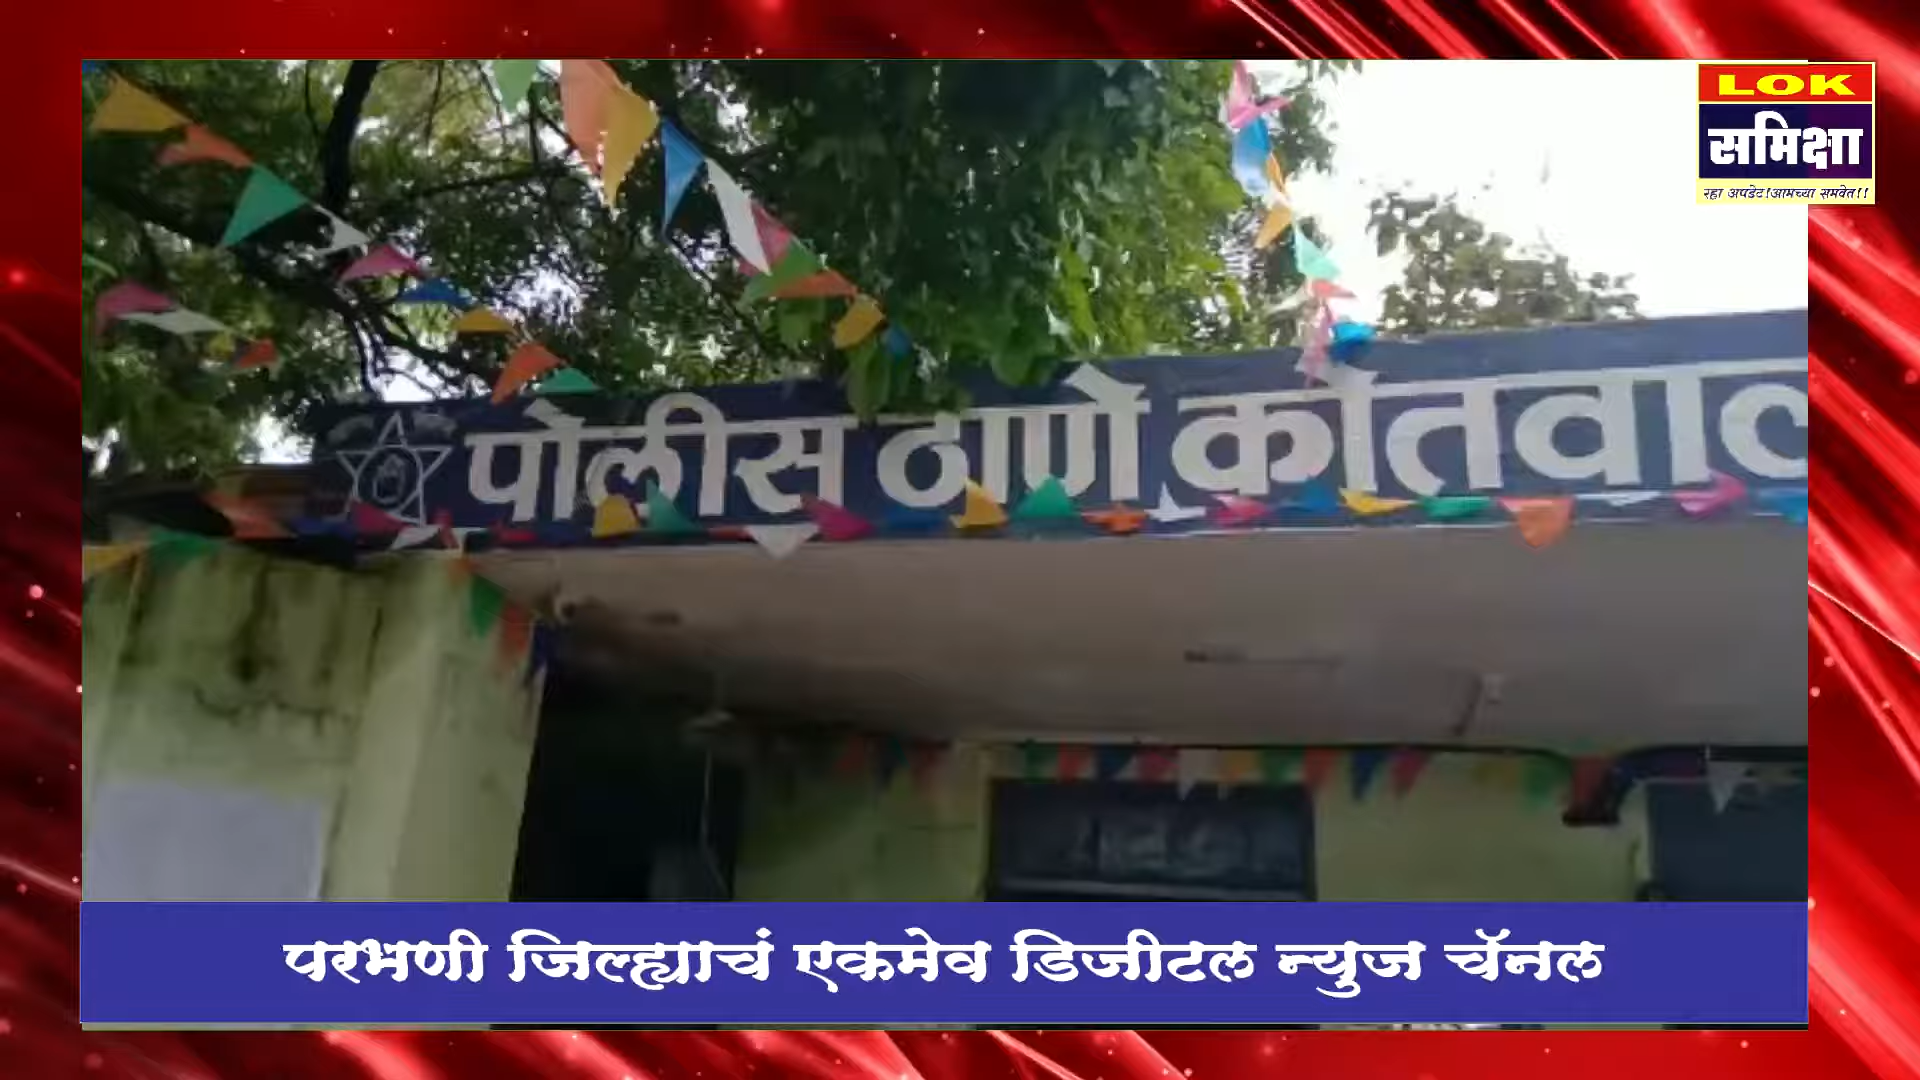 LOK
समिक्षा
रहा अपडेट!आमच्या समवेत!!
पोलीस ठाणे कोतवाल
परभणी जिल्ह्याचं एकमेव डिजीटल न्युज चॅनल